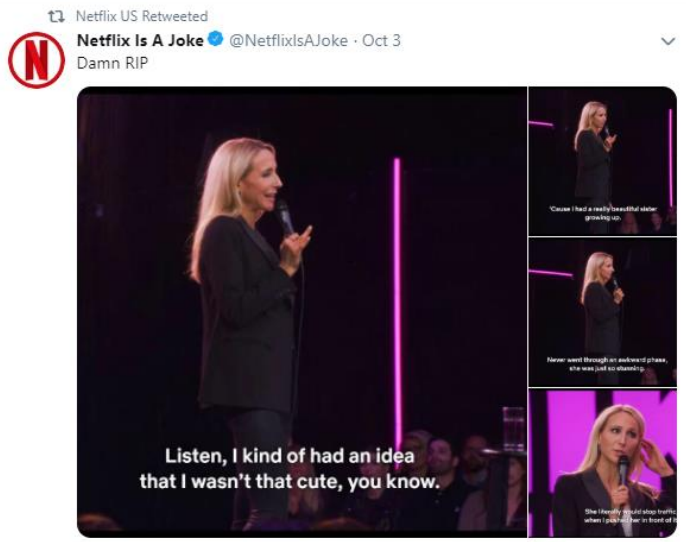 Netflix US Retweeted
Netflix Is A Joke @NetflixIsAJoke · Oct 3
Damn RIP
Listen, I kind of had an idea
that I wasn't that cute, you know.
'Cause I had a really beautiful sister
growing up.
Never went through an awkward phase,
she was just so stunning.
She literally would stop traffic
when I pushed her in front of it
N